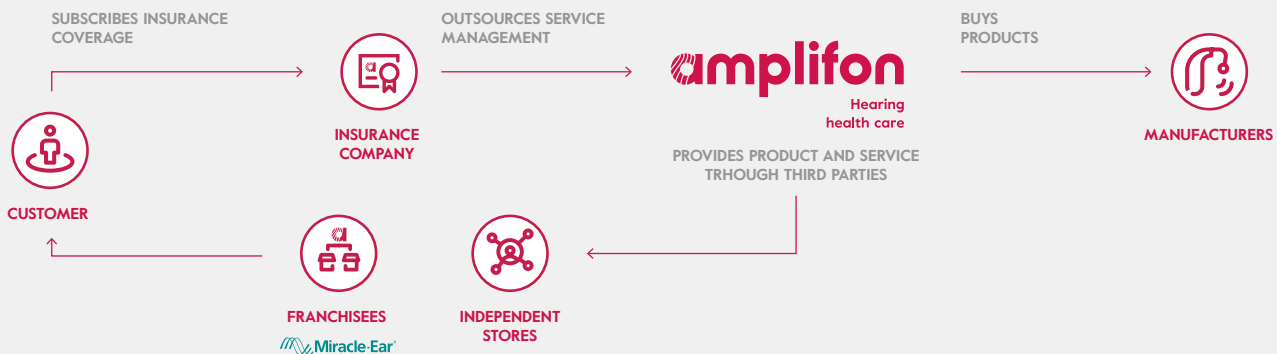 SUBSCRIBES INSURANCE
COVERAGE
OUTSOURCES SERVICE
MANAGEMENT
BUYS
PRODUCTS
amplifon
Hearing
health care
INSURANCE
COMPANY
MANUFACTURERS
PROVIDES PRODUCT AND SERVICE
TRHOUGH THIRD PARTIES
CUSTOMER
FRANCHISEES
Miracle-Ear®
INDEPENDENT
STORES